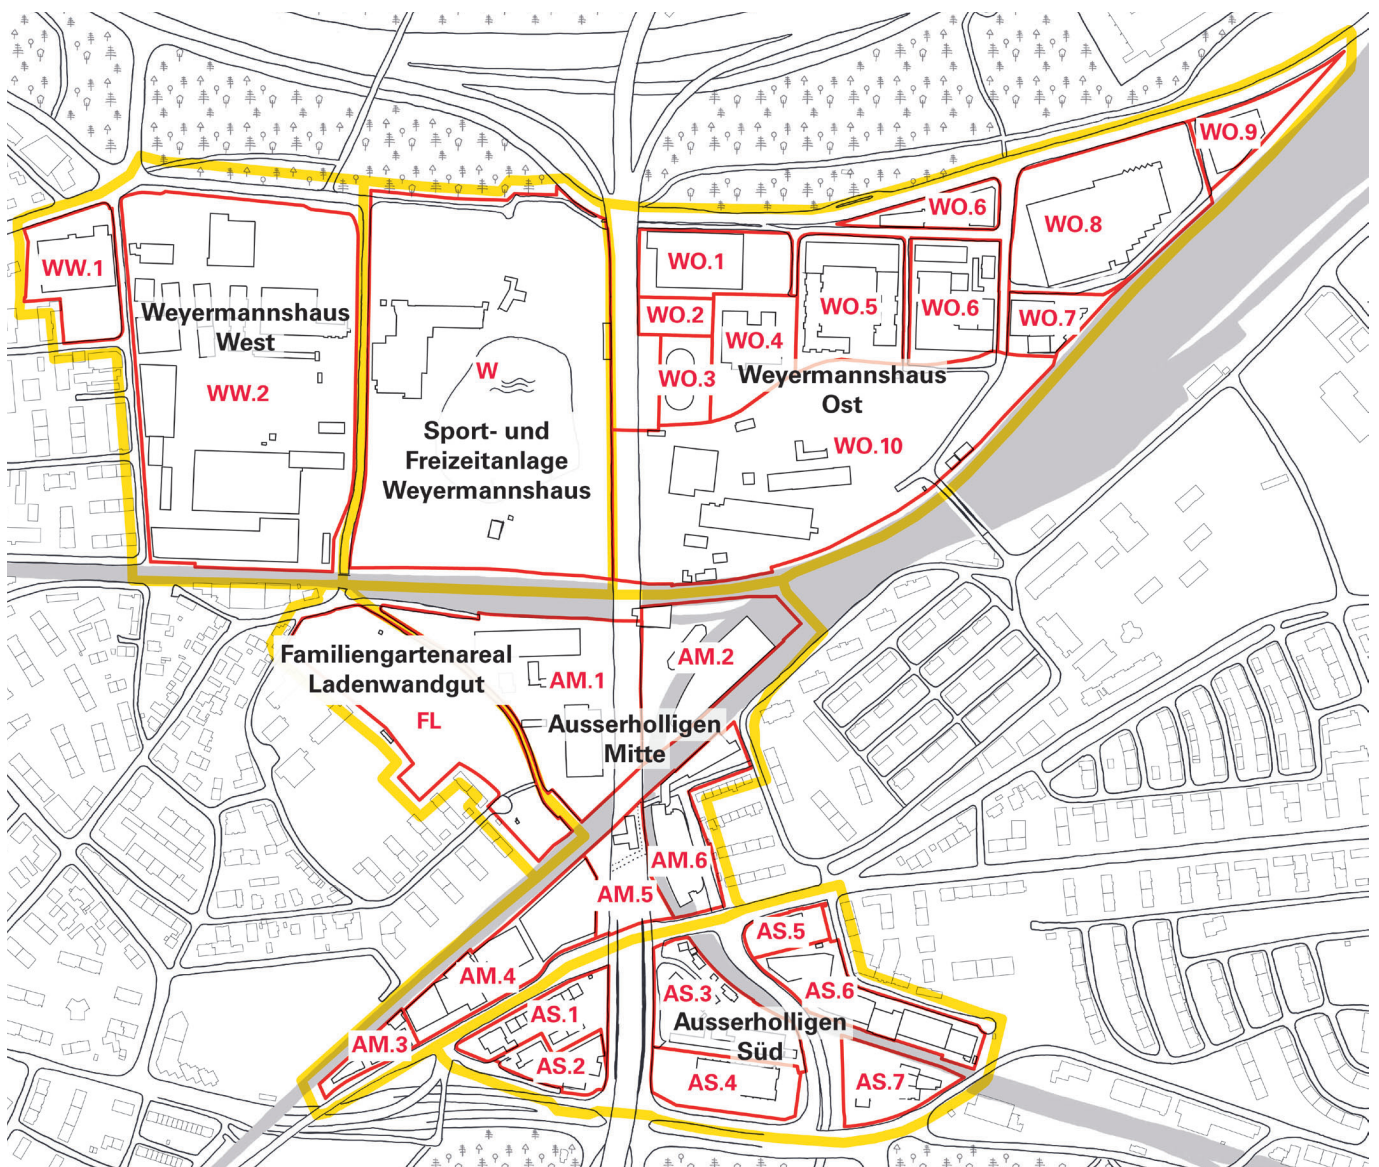 WO.9
WO.6
WO.8
WW.1
WO.1
WO.5
WO.6
WO.2
WO.7
Weyermannshaus
West
WO.4
WW.2
W
WO.3
Weyermannshaus
Ost
Sport- und
Freizeitanlage
Weyermannshaus
WO.10
Familiengartenareal
Ladenwandgut
FL
AM.1
AM.2
Ausserholligen
Mitte
AM.6
AM.5
AM.4
AM.3
AS.5
AS.1
AS.2
AS.3
AS.6
Ausserholligen
Süd
AS.4
AS.7